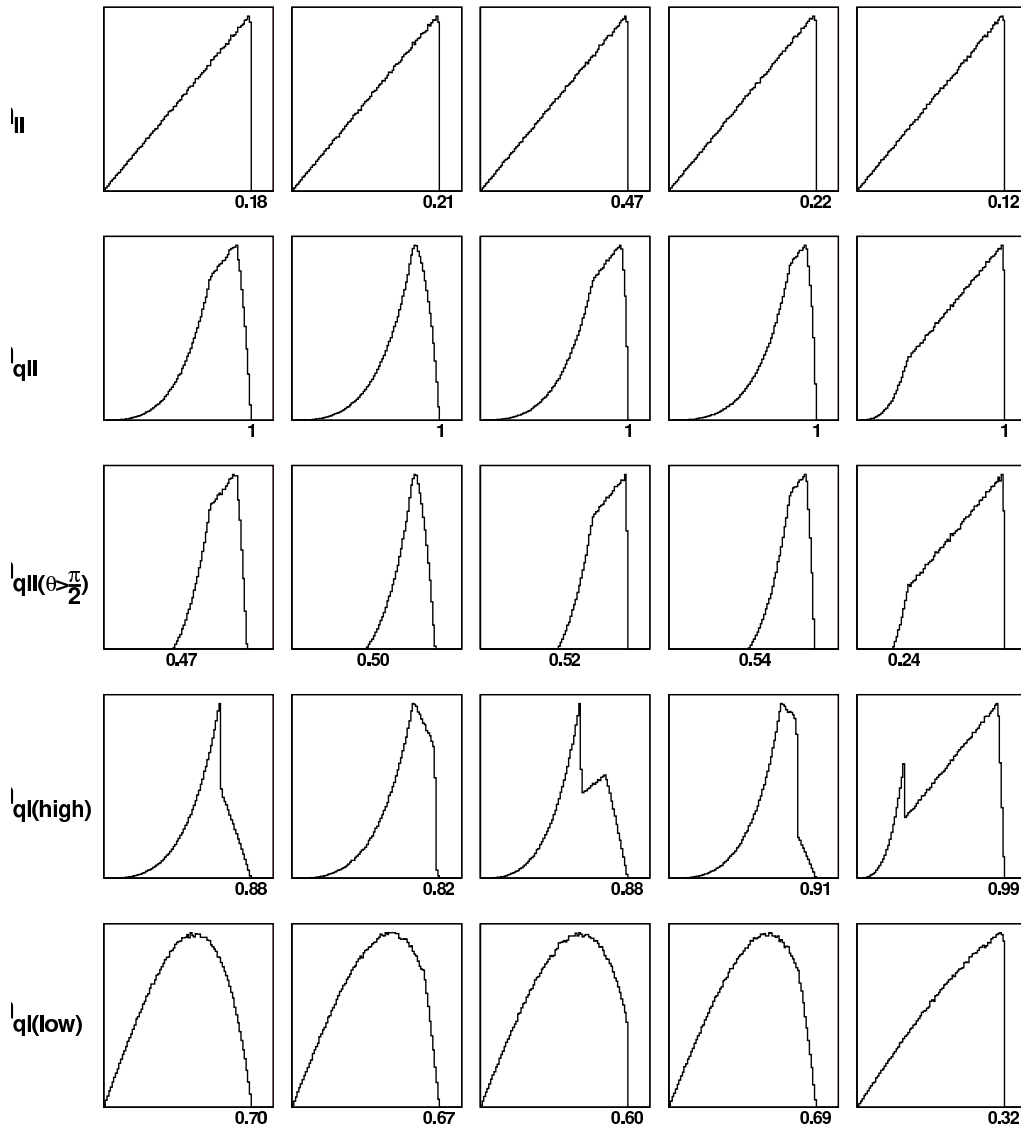 ll
0.18 0.21 0.47 0.22 0.12
qll
1 1 1 1 1
qll(θ>π/2)
0.47 0.50 0.52 0.54 0.24
ql(high)
0.88 0.82 0.88 0.91 0.99
ql(low)
0.70 0.67 0.60 0.69 0.32